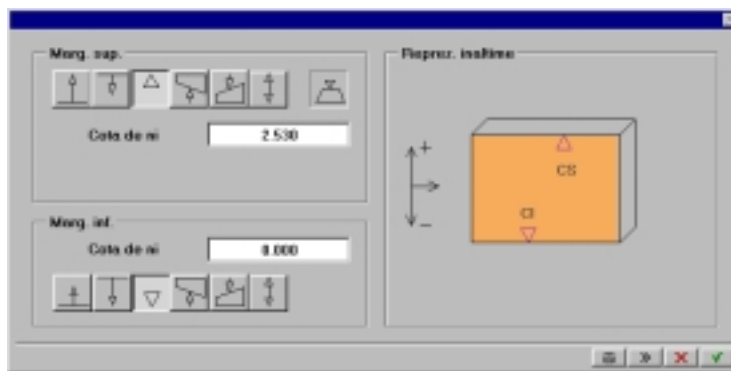 Marg. sup.
Cota de ni
2.530
Marg. inf.
Cota de ni
0.000
Reprez. inaltime
+
CS
CI
−